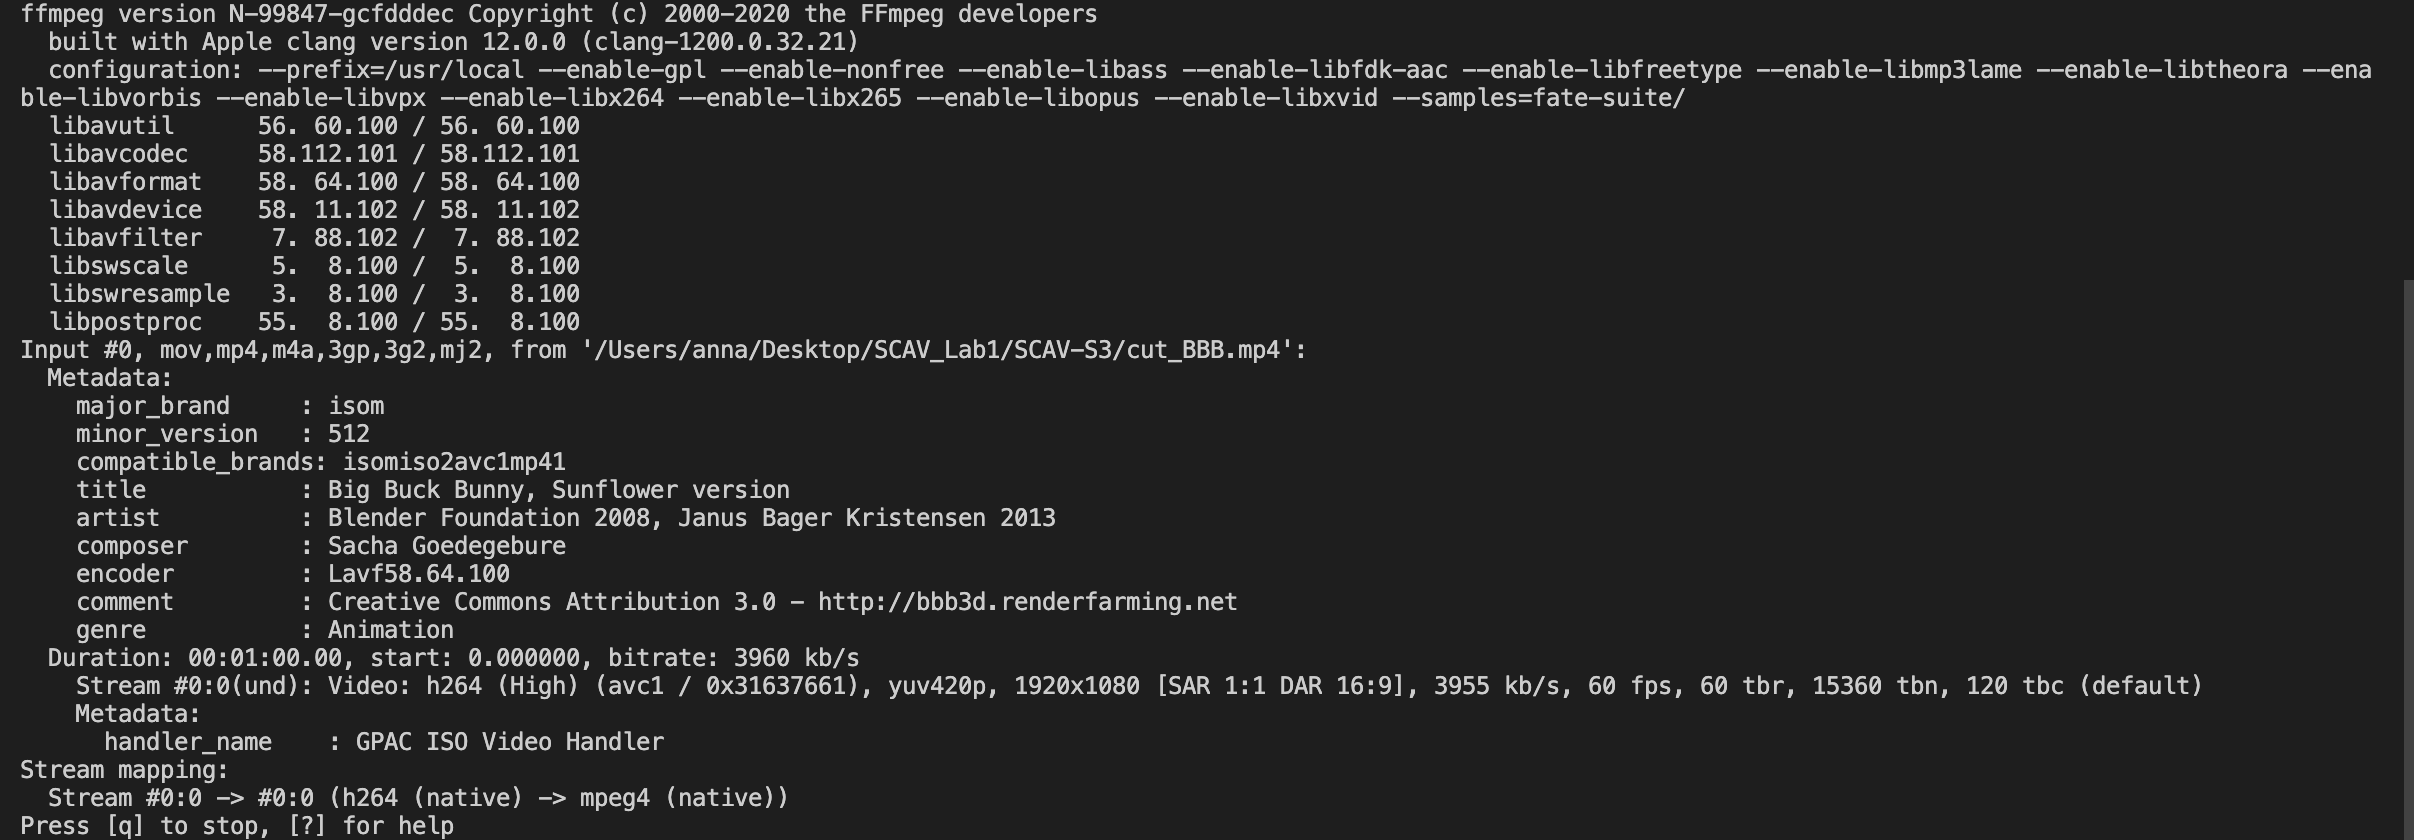 ffmpeg version N-99847-gcfdddec Copyright (c) 2000-2020 the FFmpeg developers
  built with Apple clang version 12.0.0 (clang-1200.0.32.21)
  configuration: --prefix=/usr/local --enable-gpl --enable-nonfree --enable-libass --enable-libfdk-aac --enable-libfreetype --enable-libmp3lame --enable-libtheora --ena
ble-libvorbis --enable-libvpx --enable-libx264 --enable-libx265 --enable-libopus --enable-libxvid --samples=fate-suite/
  libavutil      56. 60.100 / 56. 60.100
  libavcodec     58.112.101 / 58.112.101
  libavformat    58. 64.100 / 58. 64.100
  libavdevice    58. 11.102 / 58. 11.102
  libavfilter     7. 88.102 /  7. 88.102
  libswscale      5.  8.100 /  5.  8.100
  libswresample   3.  8.100 /  3.  8.100
  libpostproc    55.  8.100 / 55.  8.100
Input #0, mov,mp4,m4a,3gp,3g2,mj2, from '/Users/anna/Desktop/SCAV_Lab1/SCAV-S3/cut_BBB.mp4':
  Metadata:
    major_brand     : isom
    minor_version   : 512
    compatible_brands: isomiso2avc1mp41
    title           : Big Buck Bunny, Sunflower version
    artist          : Blender Foundation 2008, Janus Bager Kristensen 2013
    composer        : Sacha Goedegebure
    encoder         : Lavf58.64.100
    comment         : Creative Commons Attribution 3.0 - http://bbb3d.renderfarming.net
    genre           : Animation
  Duration: 00:01:00.00, start: 0.000000, bitrate: 3960 kb/s
    Stream #0:0(und): Video: h264 (High) (avc1 / 0x31637661), yuv420p, 1920x1080 [SAR 1:1 DAR 16:9], 3955 kb/s, 60 fps, 60 tbr, 15360 tbn, 120 tbc (default)
    Metadata:
      handler_name    : GPAC ISO Video Handler
Stream mapping:
  Stream #0:0 -> #0:0 (h264 (native) -> mpeg4 (native))
Press [q] to stop, [?] for help